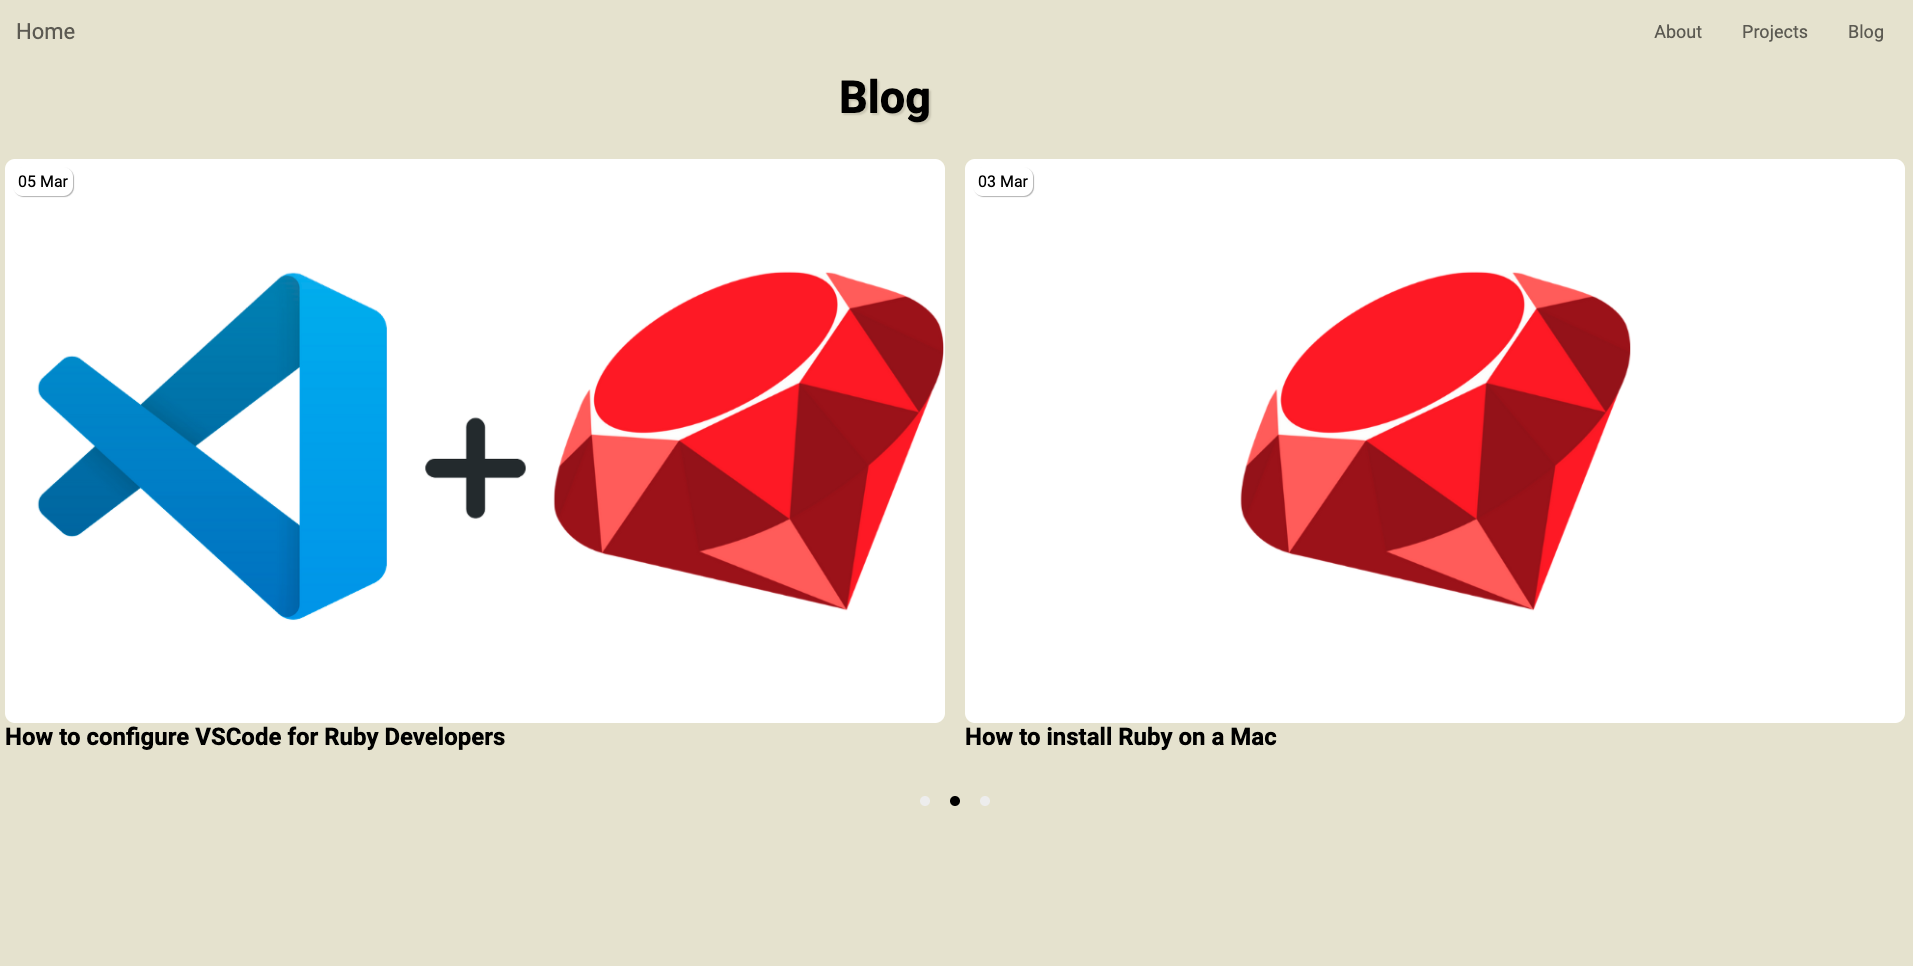 Home
About
Projects
Blog
Blog
05 Mar
03 Mar
How to configure VSCode for Ruby Developers
How to install Ruby on a Mac